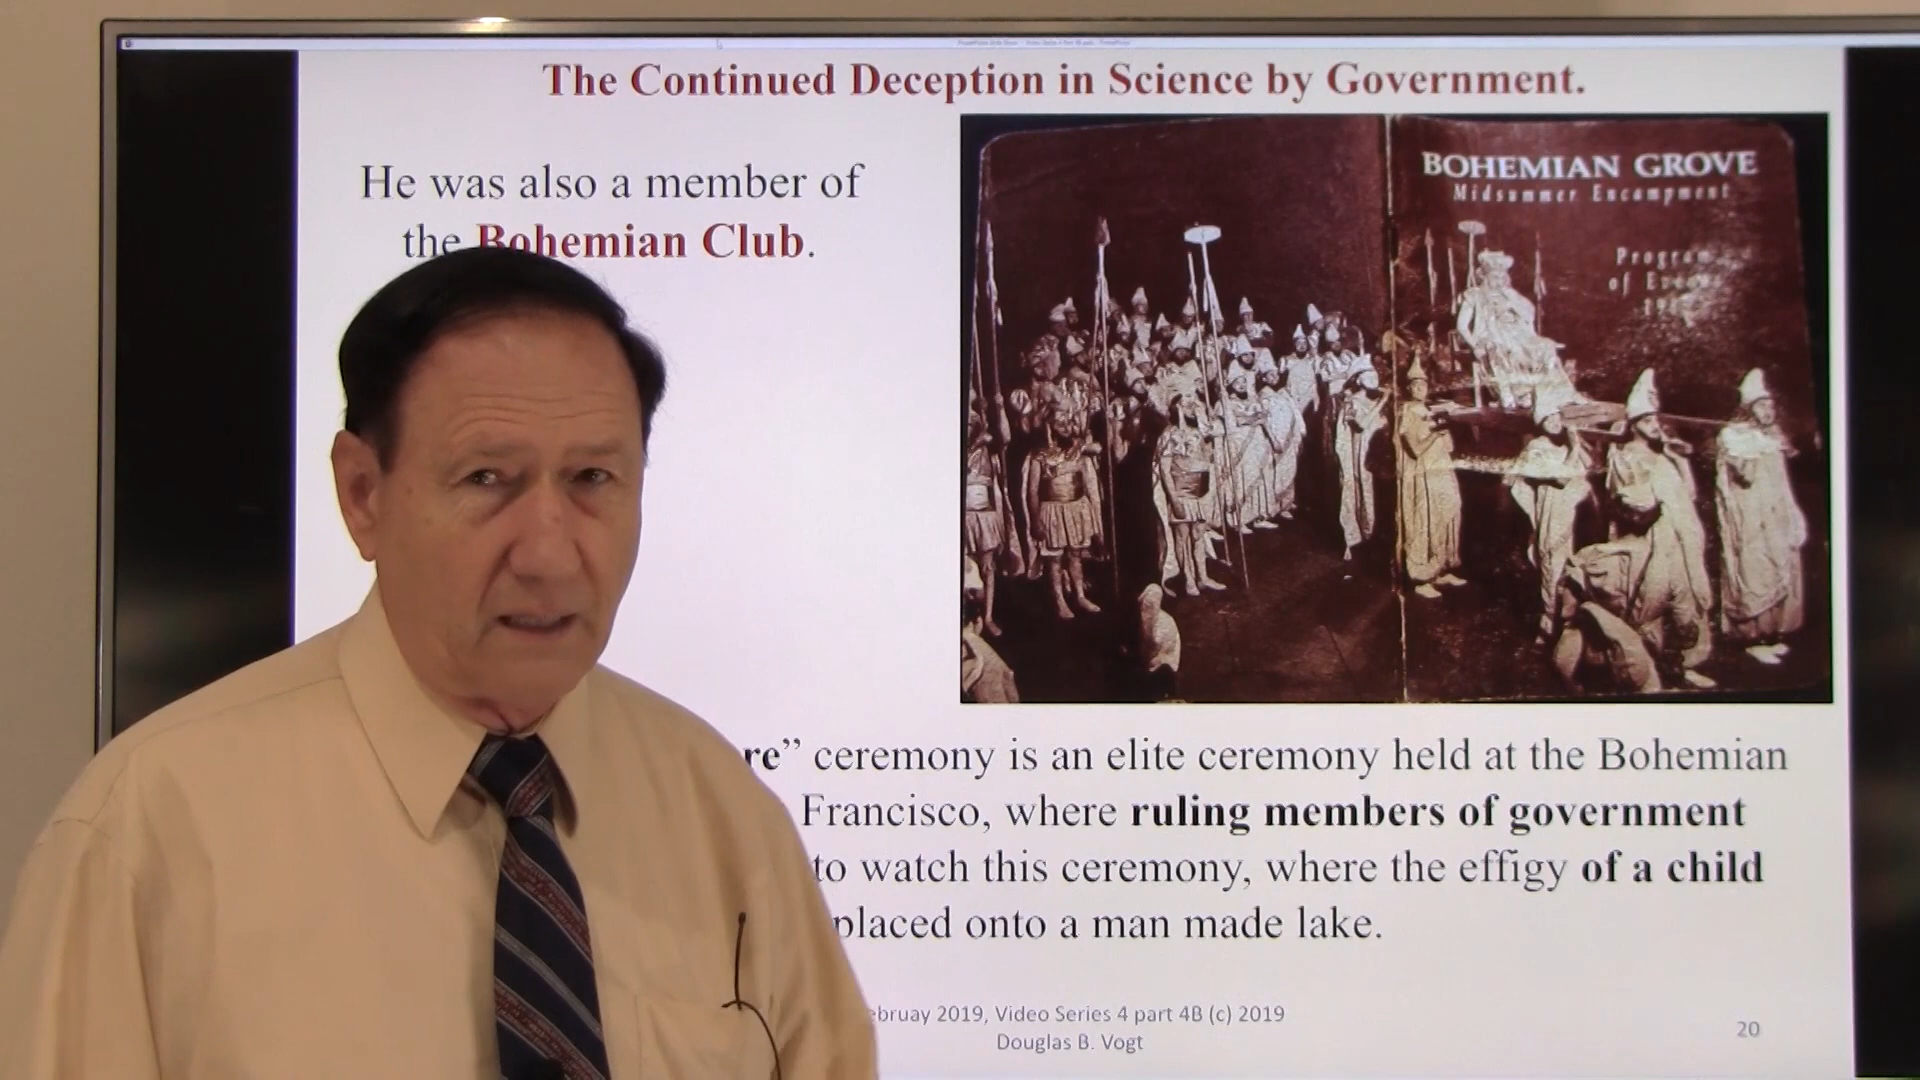 The Continued Deception in Science by Government.
He was also a member of
the Bohemian Club.
BOHEMIAN GROVE
Midsummer Encampment
Program
of
re” ceremony is an elite ceremony held at the Bohemian
Francisco, where ruling members of government
to watch this ceremony, where the effigy of a child
placed onto a man made lake.
ebruay 2019, Video Series 4 part 4B (c) 2019
Douglas B. Vogt
20